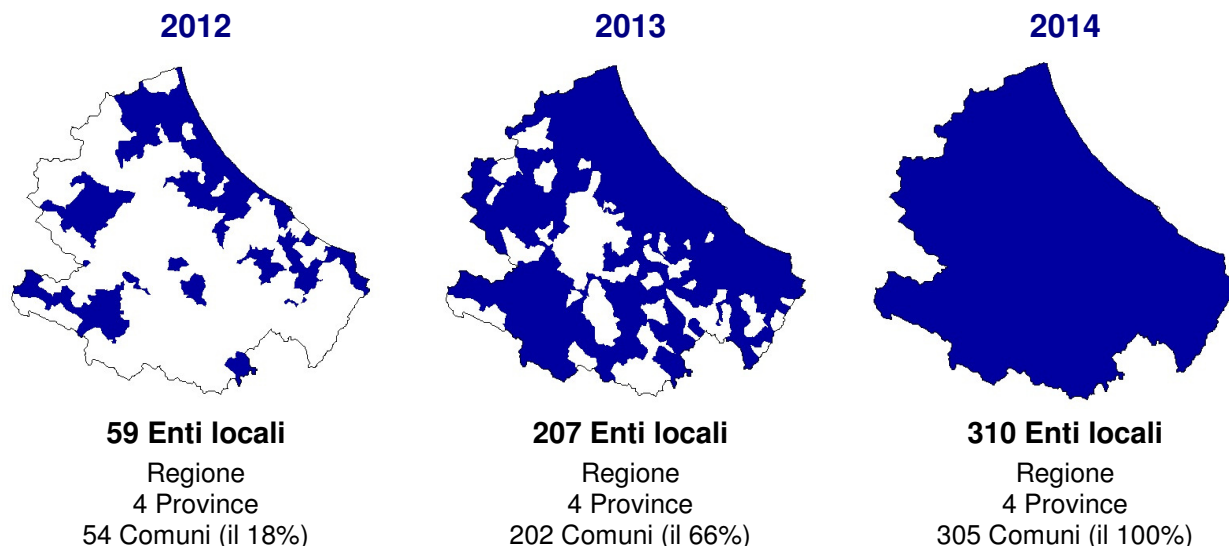 2012
2013
2014
59 Enti locali
Regione
4 Province
54 Comuni (il 18%)
207 Enti locali
Regione
4 Province
202 Comuni (il 66%)
310 Enti locali
Regione
4 Province
305 Comuni (il 100%)